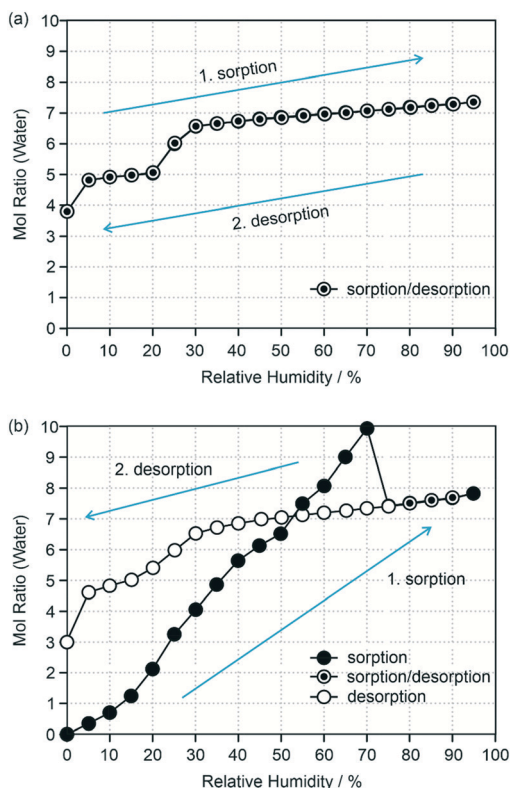 (a)
10
9
8
7
6
5
4
3
2
1
0
Mol Ratio (Water)
1. sorption
2. desorption
sorption/desorption
0 10 20 30 40 50 60 70 80 90 100
Relative Humidity / %
(b)
10
9
8
7
6
5
4
3
2
1
0
Mol Ratio (Water)
2. desorption
1. sorption
sorption
sorption/desorption
desorption
0 10 20 30 40 50 60 70 80 90 100
Relative Humidity / %